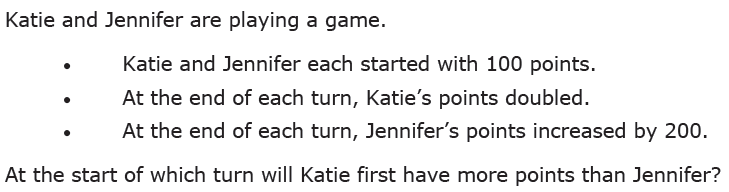 Katie and Jennifer are playing a game.
• Katie and Jennifer each started with 100 points.
• At the end of each turn, Katie’s points doubled.
• At the end of each turn, Jennifer’s points increased by 200.
At the start of which turn will Katie first have more points than Jennifer?